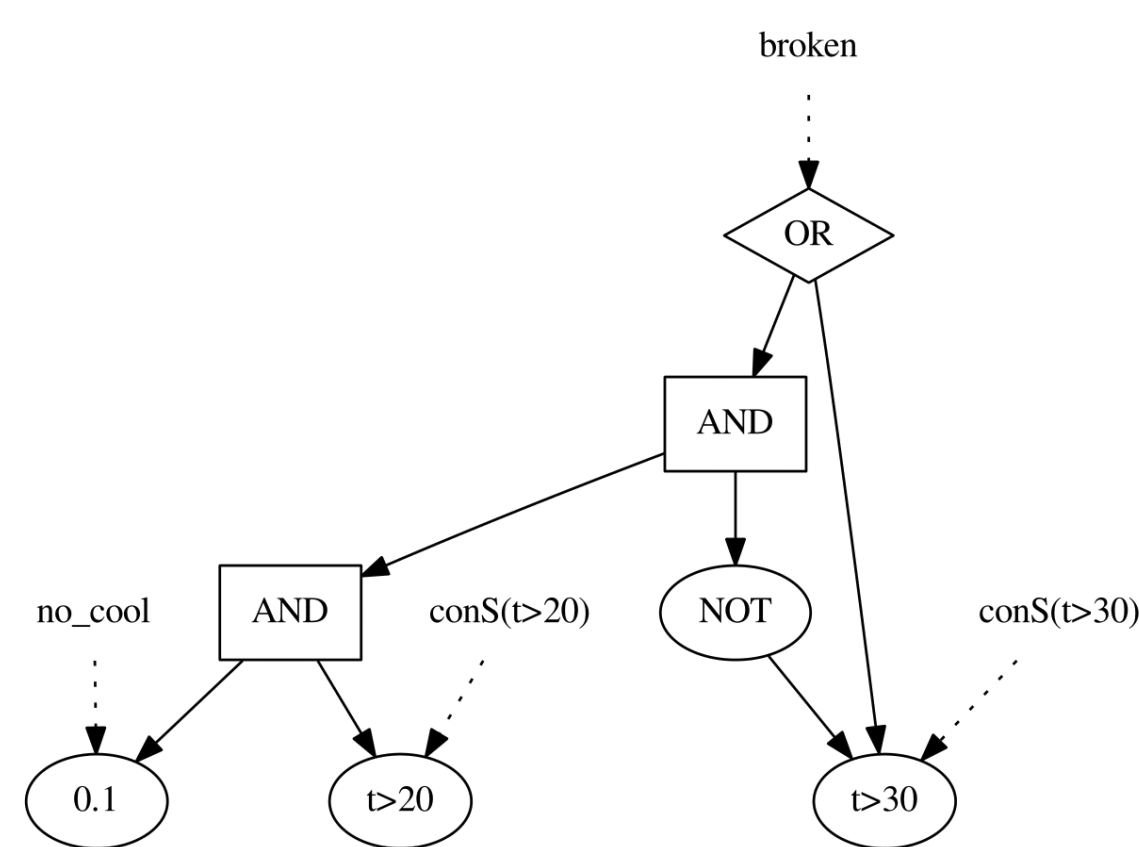 broken
OR
AND
no_cool
AND
conS(t>20)
NOT
conS(t>30)
0.1
t>20
t>30